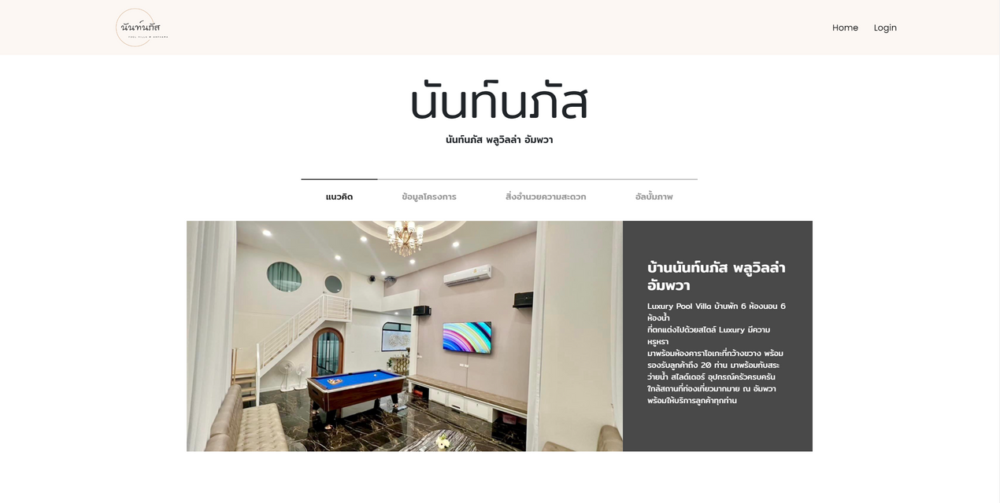 นันท์นภัส
POOL VILLA @ AMPHAWA
Home
Login
นันท์นภัส
นันท์นภัส พลูวิลล่า อัมพวา
แนวคิด
ข้อมูลโครงการ
สิ่งอำนวยความสะดวก
อัลบั้มภาพ
บ้านนันท์นภัส พลูวิลล่า
อัมพวา
Luxury Pool Villa บ้านพัก 6 ห้องนอน 6
ห้องน้ำ
ที่ตกแต่งไปด้วยสไตล์ Luxury มีความ
หรูหรา
มาพร้อมห้องคาราโอเกะที่กว้างขวาง พร้อม
รองรับลูกค้าถึง 20 ท่าน มาพร้อมกับสระ
ว่ายน้ำ สไลด์เดอร์ อุปกรณ์ครัวครบครัน
ใกล้สถานที่ท่องเที่ยวมากมาย ณ อัมพวา
พร้อมให้บริการลูกค้าทุกท่าน